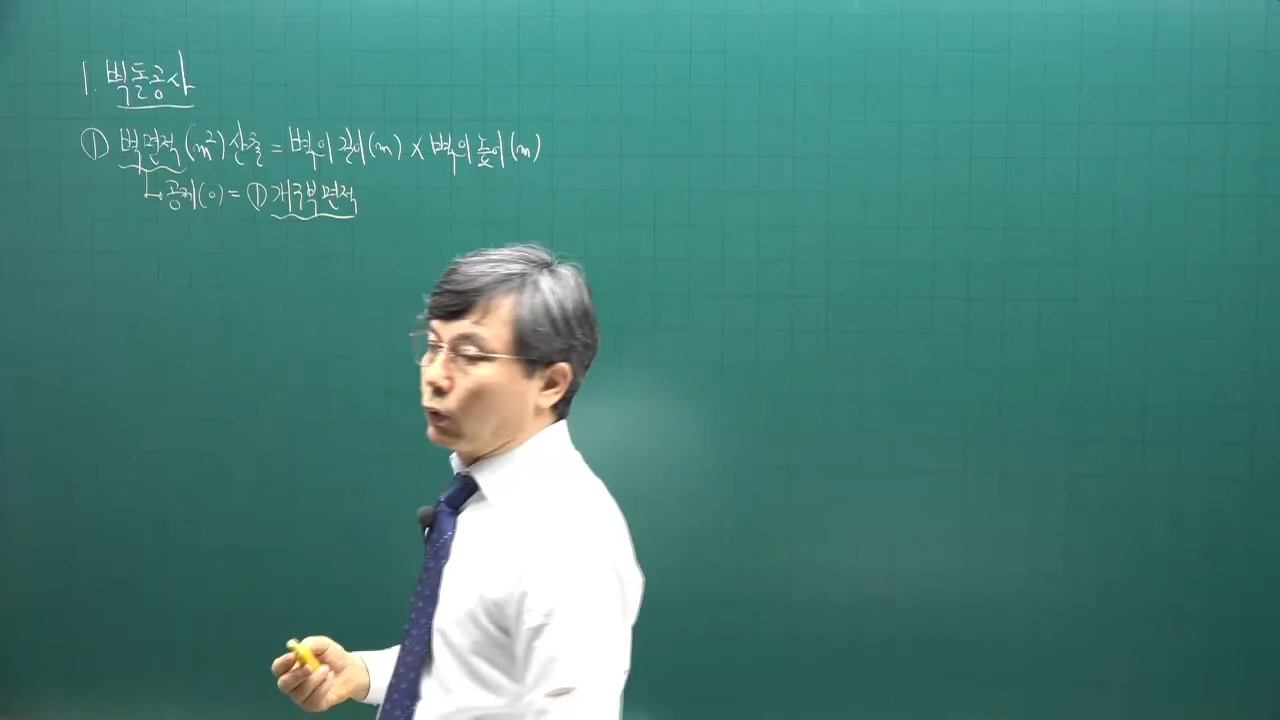 1. 벽돌공사
① 벽면적(m²)산출 = 벽의 길이(m) × 벽의 높이(m)
↳ 공제(o) = ① 개구부면적